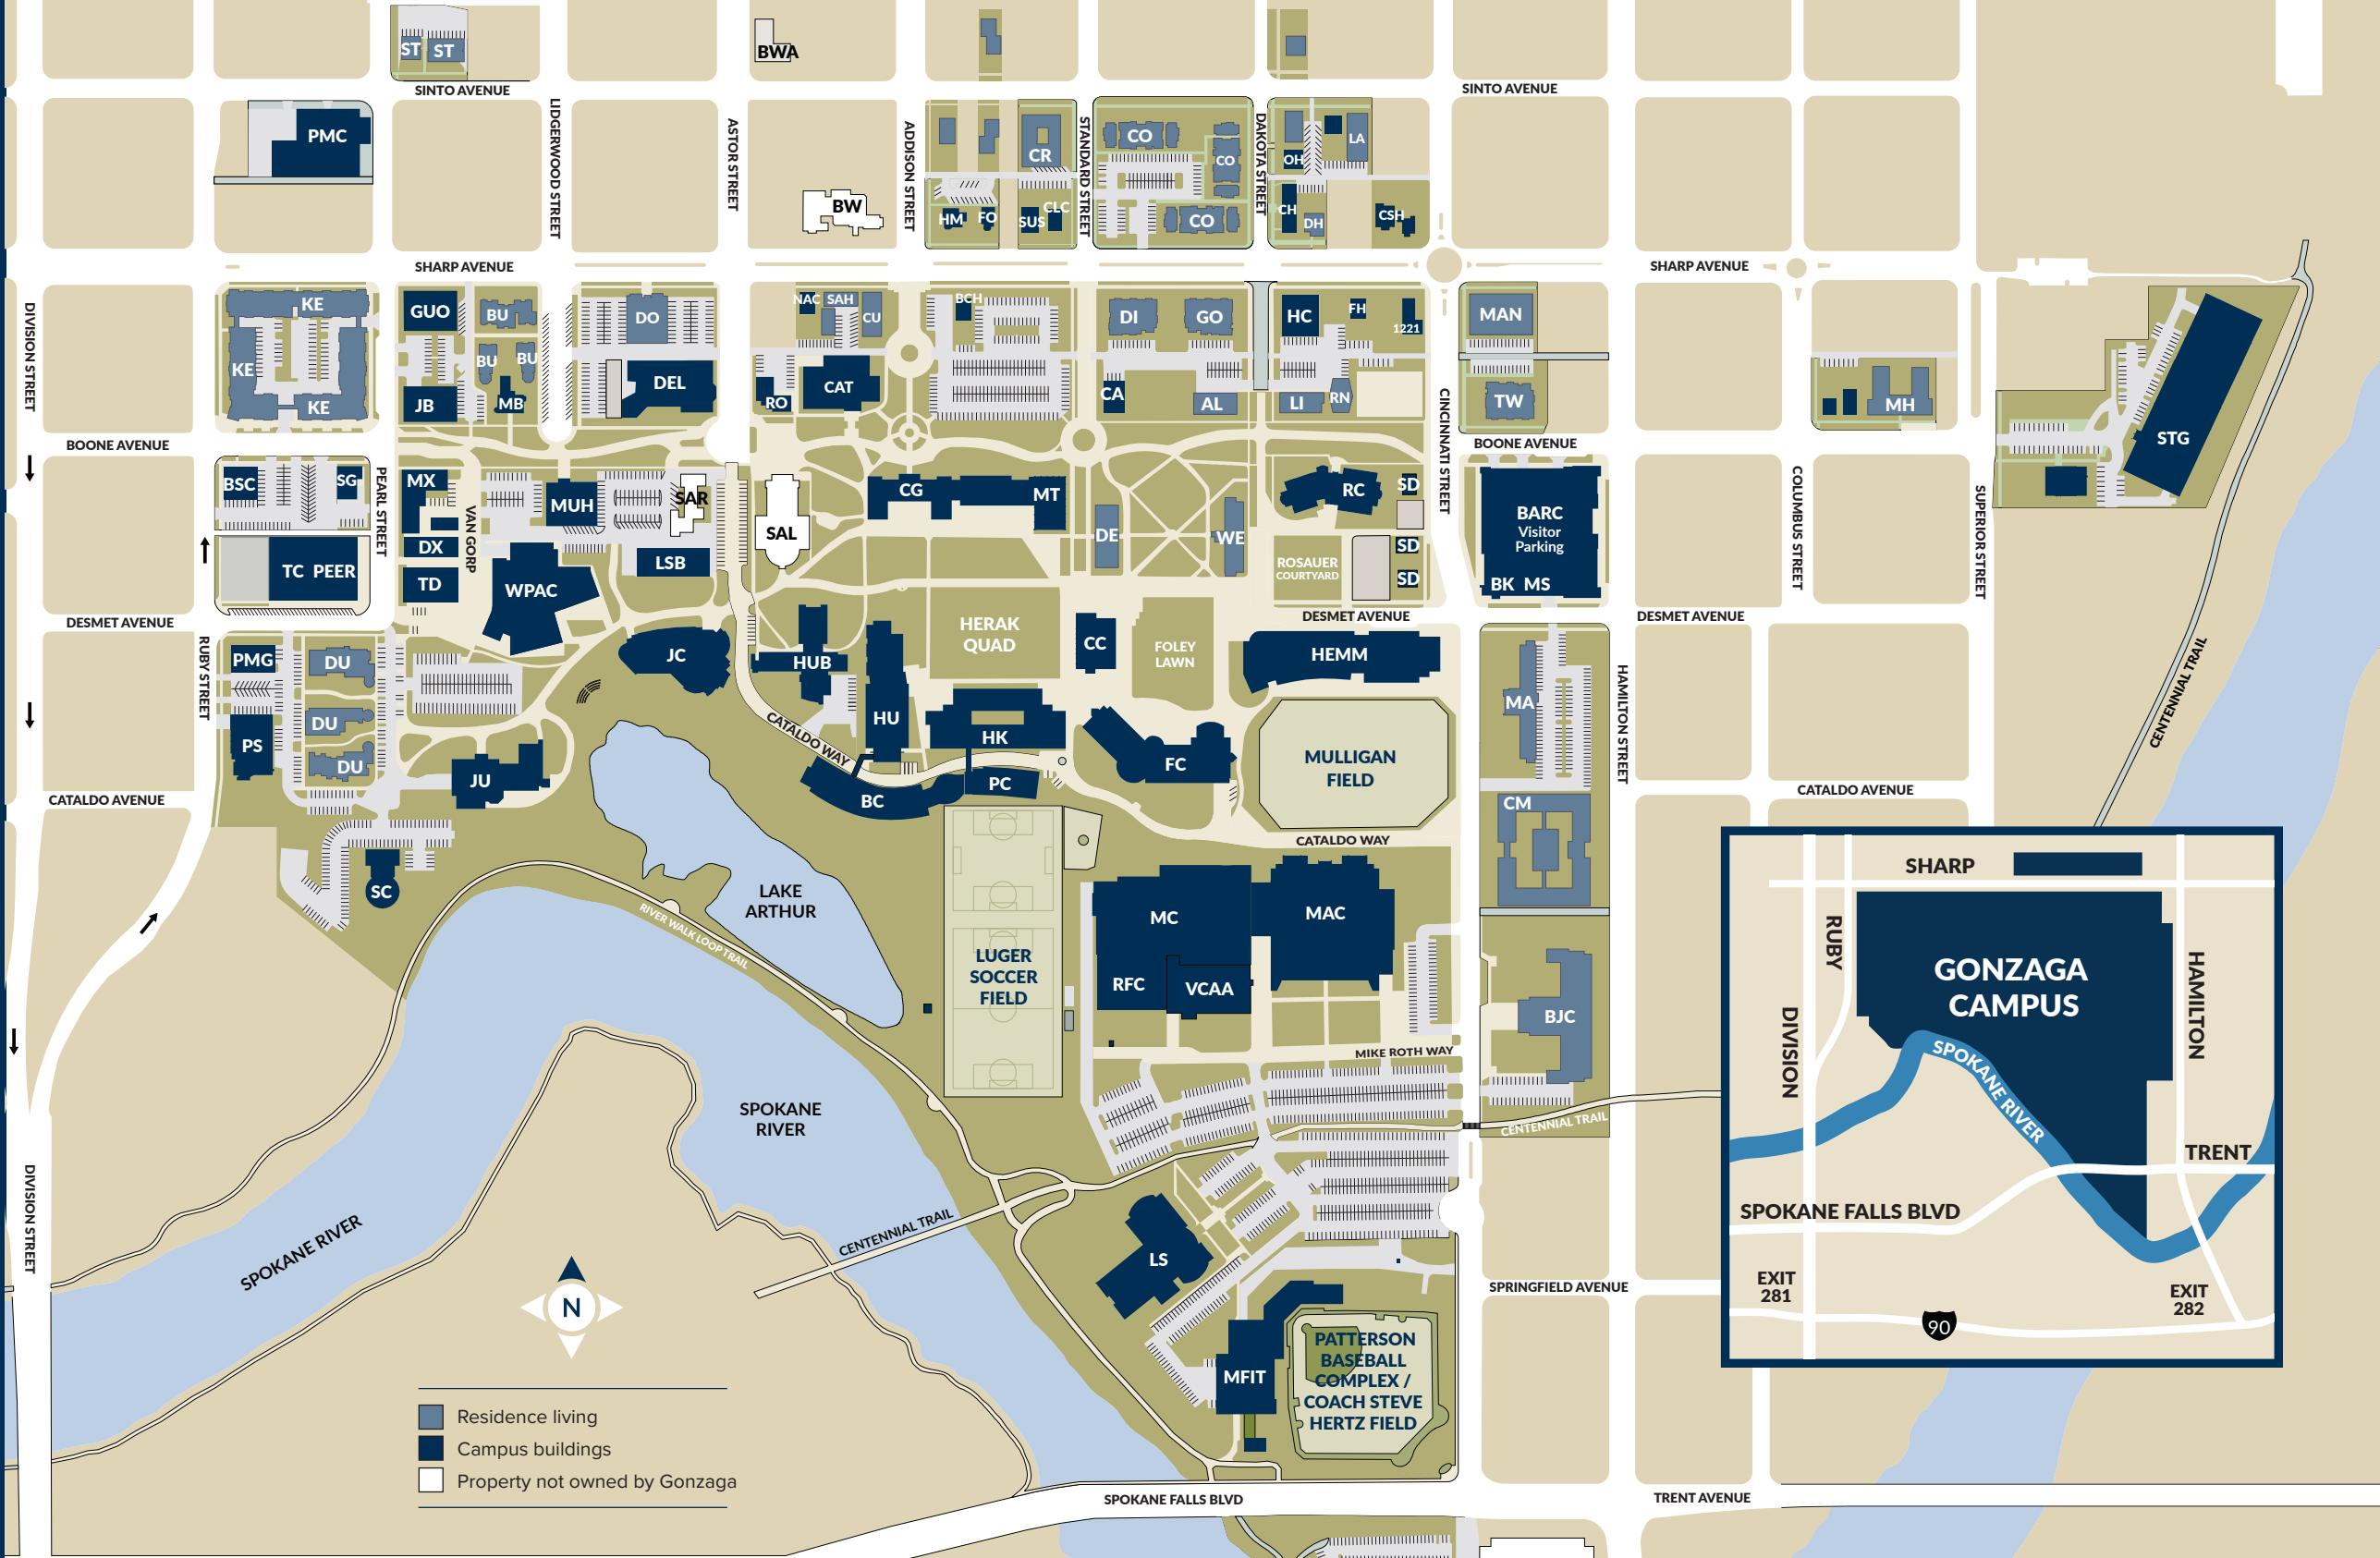 ST
ST
BWA
SINTO AVENUE
SINTO AVENUE
PMC
LIDGERWOOD STREET
ASTOR STREET
ADDISON STREET
STANDARD STREET
DAKOTA STREET
BW
CR
HM
FO
SUS
CLC
CO
CO
CO
OH
LA
CH
DH
CSH
SHARP AVENUE
SHARP AVENUE
DIVISION STREET
KE
KE
KE
GUO
BU
BU
BU
JB
MB
DO
DEL
NAC
SAH
CU
RO
CAT
BCH
DI
GO
CA
AL
HC
FH
1221
LI
RN
MAN
TW
CINCINNATI STREET
MH
STG
BOONE AVENUE
BOONE AVENUE
BSC
SG
PEARL STREET
MX
VAN GORP
DX
TD
MUH
SAR
SAL
LSB
WPAC
CG
MT
DE
WE
RC
SD
SD
SD
ROSAUER
COURTYARD
BARC
Visitor
Parking
BK MS
COLUMBUS STREET
SUPERIOR STREET
TC PEER
DESMET AVENUE
DESMET AVENUE
DESMET AVENUE
RUBY STREET
PMG
DU
DU
DU
PS
JU
JC
HUB
HU
HERAK
QUAD
CC
FOLEY
LAWN
HEMM
HK
PC
BC
FC
CATALDO WAY
MULLIGAN
FIELD
MA
HAMILTON STREET
CENTENNIAL TRAIL
CATALDO AVENUE
CATALDO AVENUE
CATALDO WAY
CM
SC
LAKE
ARTHUR
RIVER WALK LOOP TRAIL
LUGER
SOCCER
FIELD
MC
MAC
RFC
VCAA
BJC
MIKE ROTH WAY
SPOKANE
RIVER
CENTENNIAL TRAIL
CENTENNIAL TRAIL
DIVISION STREET
SPOKANE RIVER
LS
SPRINGFIELD AVENUE
MFIT
PATTERSON
BASEBALL
COMPLEX /
COACH STEVE
HERTZ FIELD
N
Residence living
Campus buildings
Property not owned by Gonzaga
SPOKANE FALLS BLVD
TRENT AVENUE
SHARP
RUBY
GONZAGA
CAMPUS
HAMILTON
DIVISION
SPOKANE RIVER
TRENT
SPOKANE FALLS BLVD
EXIT
281
EXIT
282
90